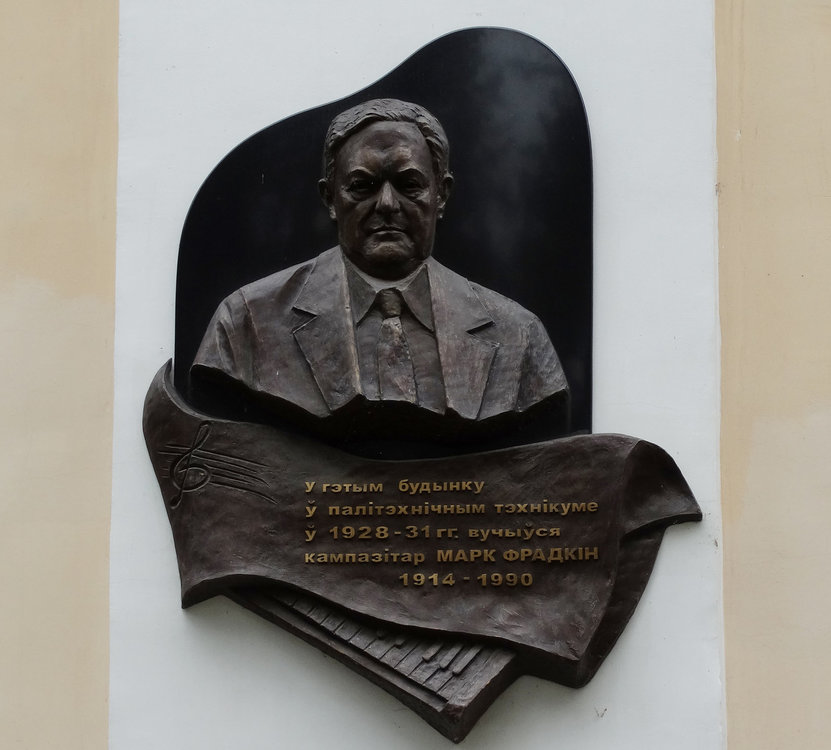 У гэтым будынку
ў палітэхнічным тэхнікуме
ў 1928-31 гг. вучыўся
кампазітар МАРК ФРАДКІН
1914 - 1990